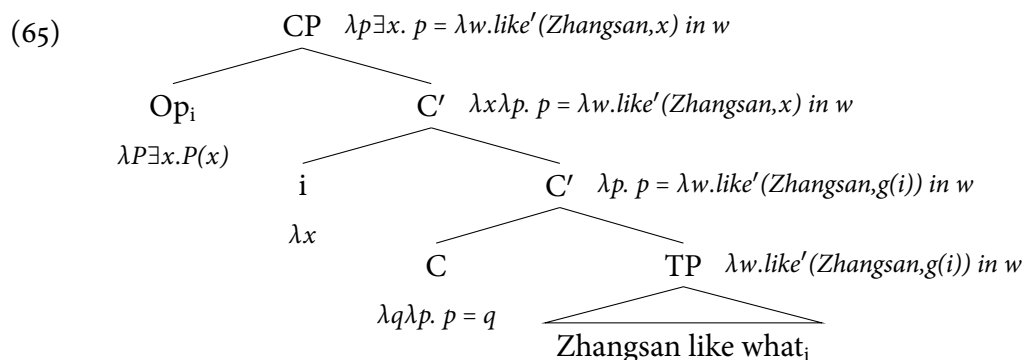 (65) CP λp∃x. p = λw.like′(Zhangsan,x) in w
Opᵢ C′ λxλp. p = λw.like′(Zhangsan,x) in w
λP∃x.P(x)
i C′ λp. p = λw.like′(Zhangsan,g(i)) in w
λx
C TP λw.like′(Zhangsan,g(i)) in w
λqλp. p = q
Zhangsan like whatᵢ